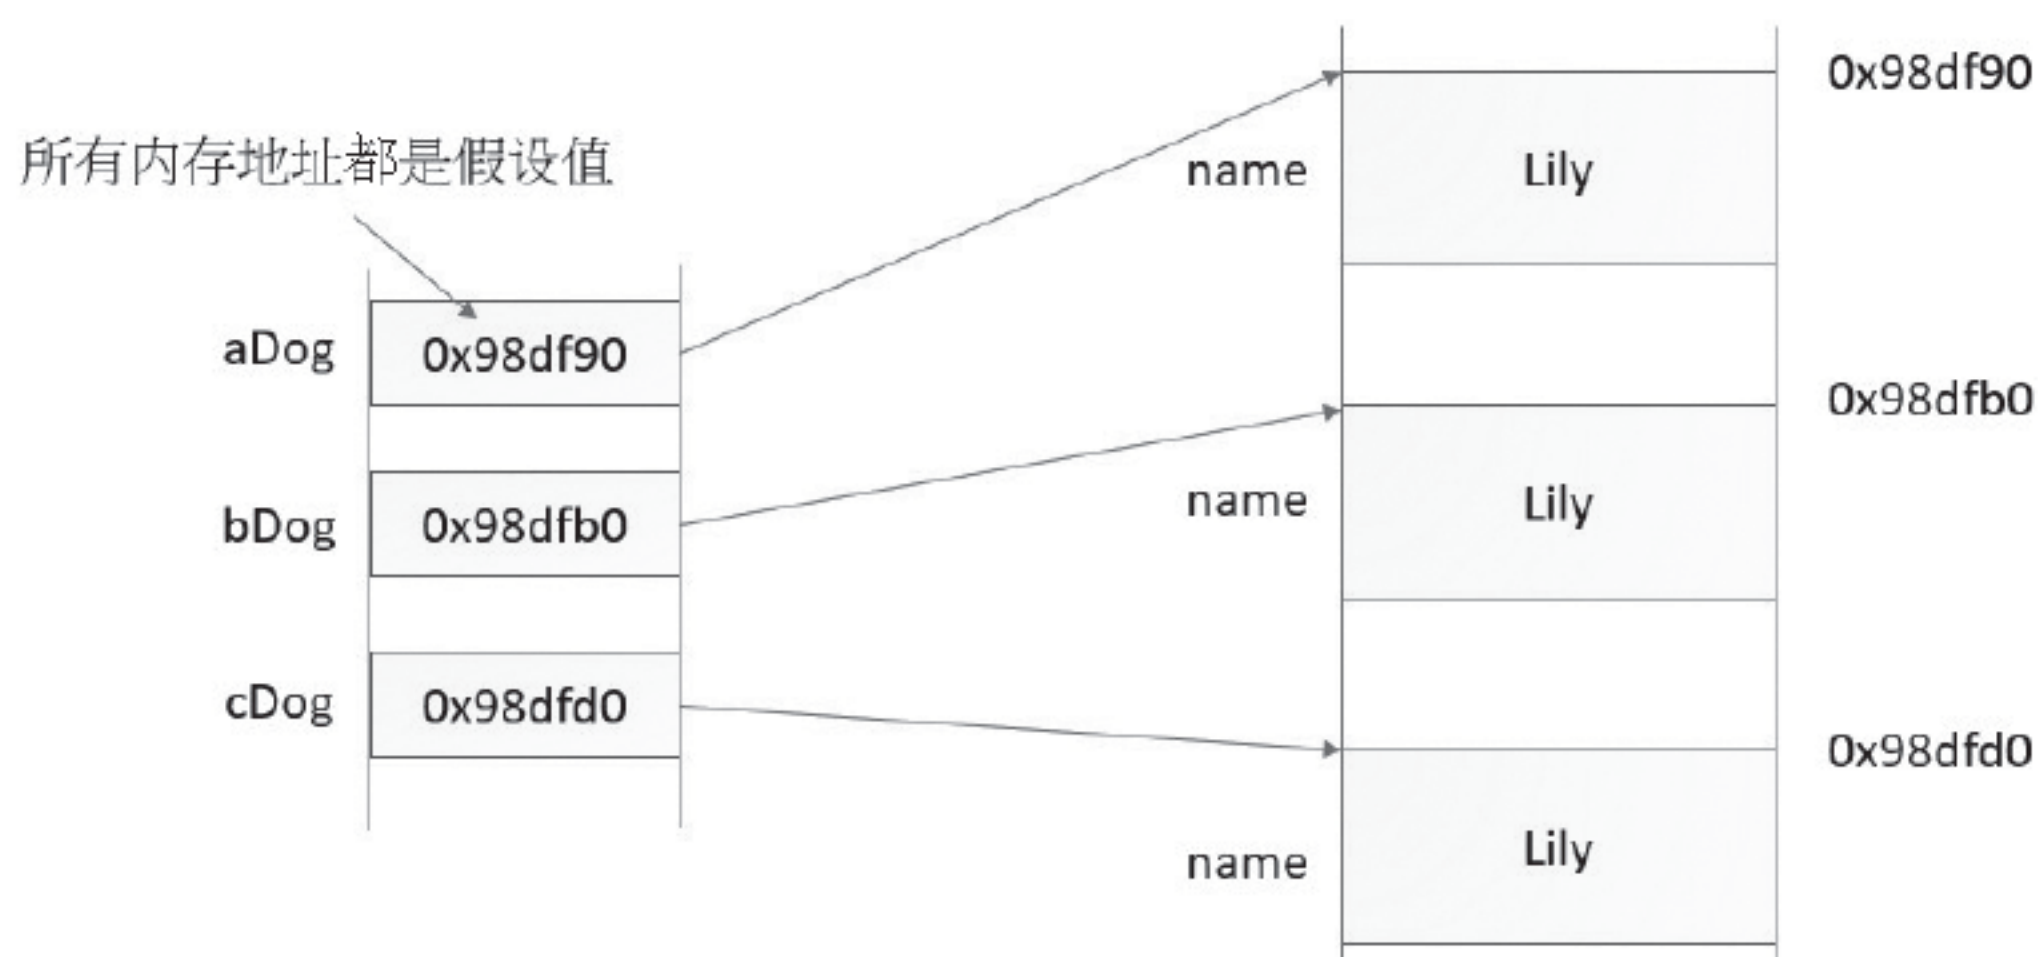 所有内存地址都是假设值
aDog 0x98df90
bDog 0x98dfb0
cDog 0x98dfd0
0x98df90
name Lily
0x98dfb0
name Lily
0x98dfd0
name Lily